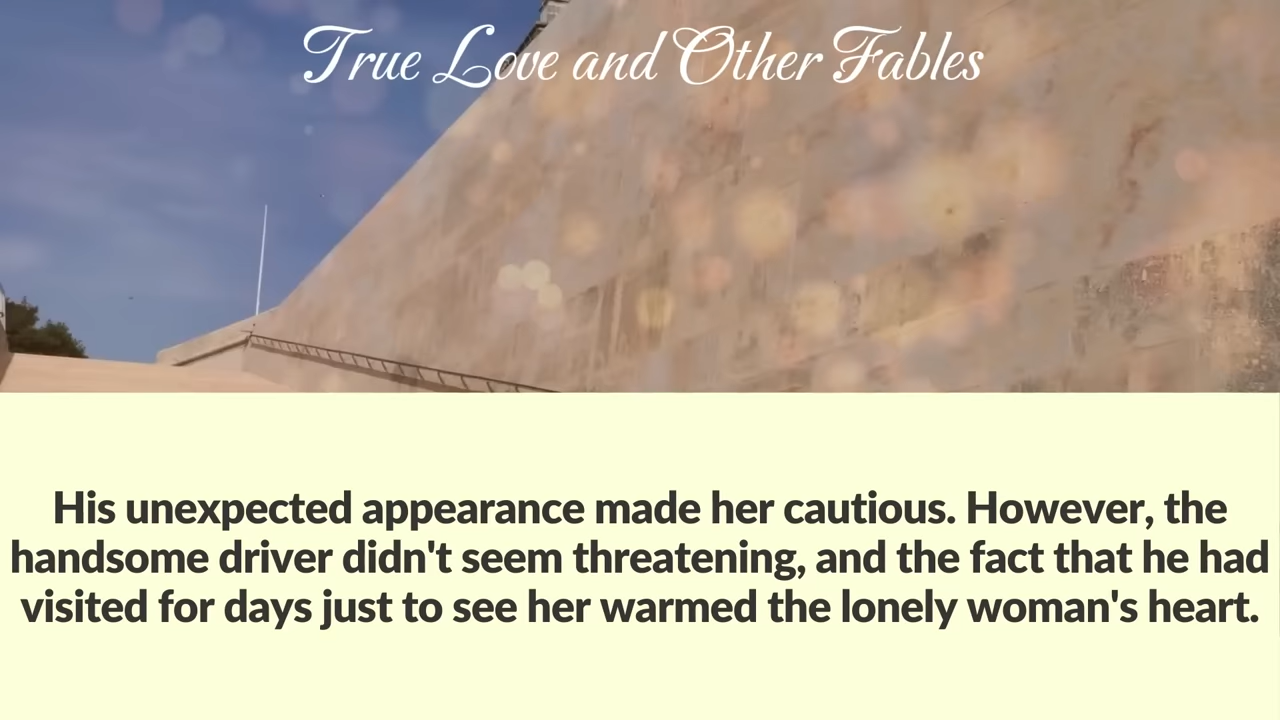 True Love and Other Fables
His unexpected appearance made her cautious. However, the
handsome driver didn't seem threatening, and the fact that he had
visited for days just to see her warmed the lonely woman's heart.